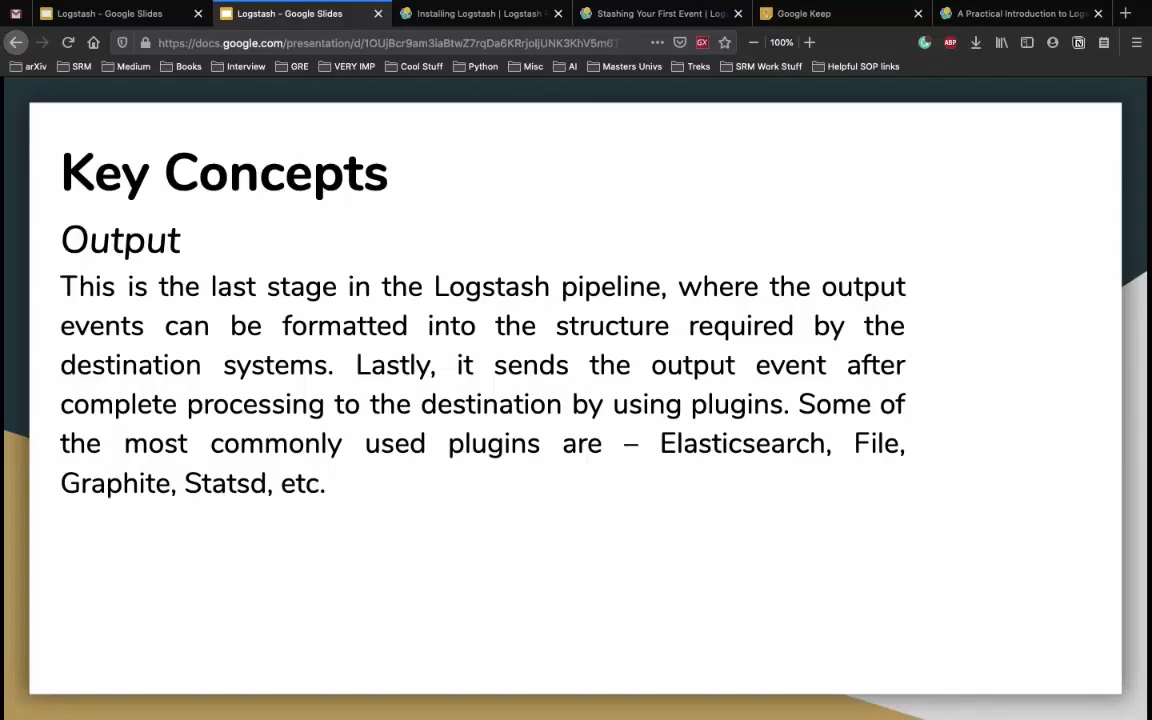 Logstash - Google Slides
Logstash - Google Slides
Installing Logstash | Logstash
Stashing Your First Event | Log
Google Keep
A Practical Introduction to Log
https://docs.google.com/presentation/d/
100%
arXiv SRM Medium Books Interview GRE VERY IMP Cool Stuff Python Misc AI Masters Univs Treks SRM Work Stuff Helpful SOP links
Key Concepts
Output
This is the last stage in the Logstash pipeline, where the output
events can be formatted into the structure required by the
destination systems. Lastly, it sends the output event after
complete processing to the destination by using plugins. Some of
the most commonly used plugins are – Elasticsearch, File,
Graphite, Statsd, etc.